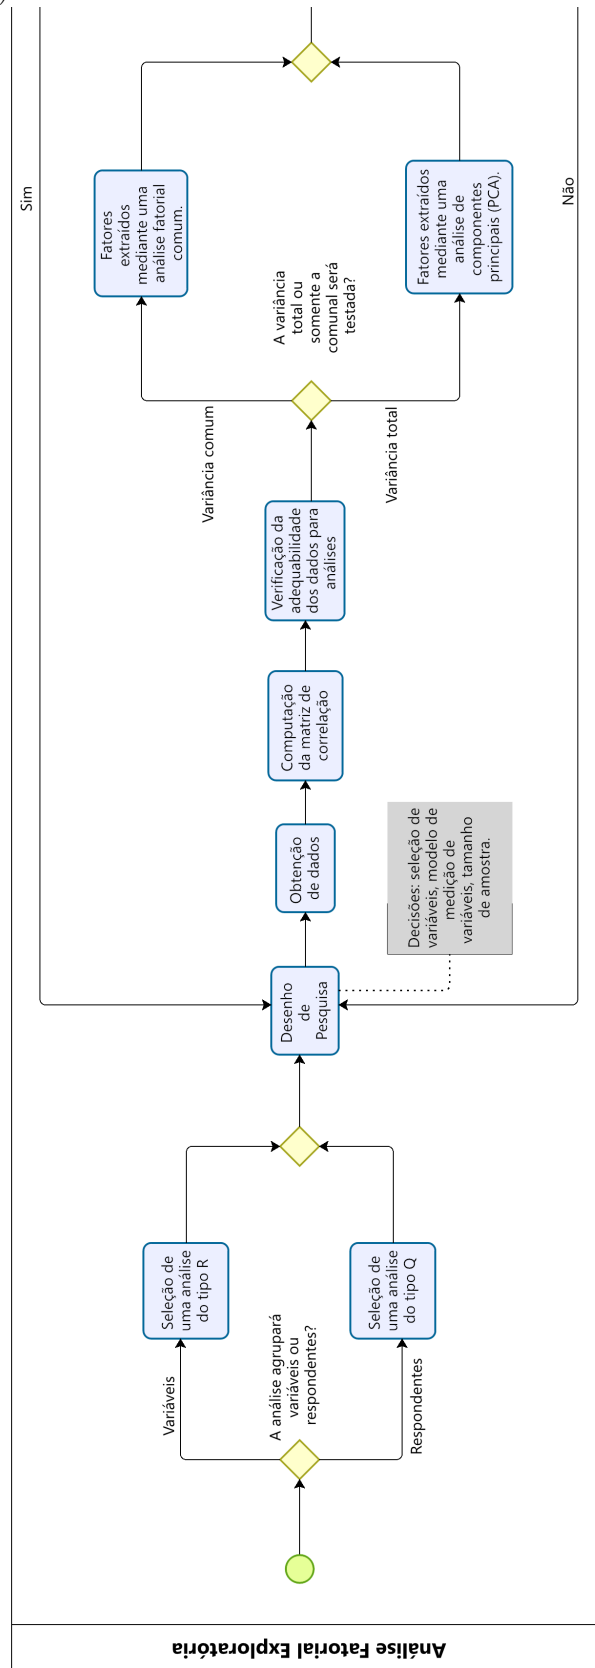 Análise Fatorial Exploratória
A análise agrupará
variáveis ou
respondentes?
Variáveis
Respondentes
Seleção de
uma análise
do tipo R
Seleção de
uma análise
do tipo Q
Desenho
de
Pesquisa
Decisões: seleção de
variáveis, modelo de
medição de
variáveis, tamanho
de amostra.
Obtenção
de dados
Computação
da matriz de
correlação
Verificação da
adequabilidade
dos dados para
análises
A variância
total ou
somente a
comunal será
testada?
Variância comum
Variância total
Fatores
extraídos
mediante uma
análise fatorial
comum.
Fatores extraídos
mediante uma
análise de
componentes
principais (PCA).
Sim
Não